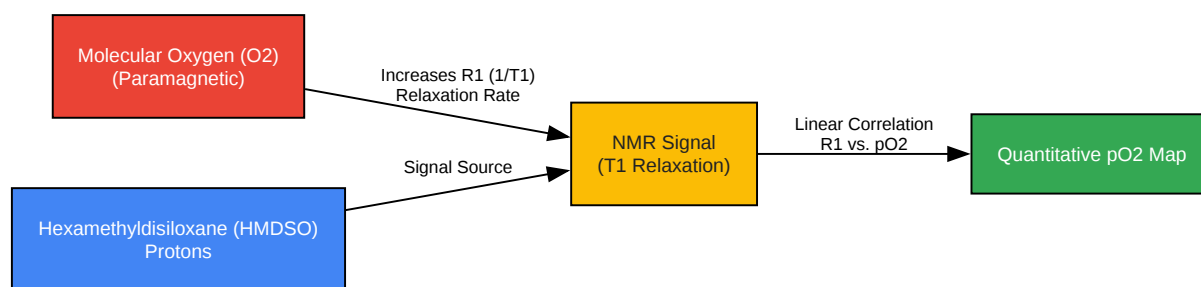 Molecular Oxygen (O2)
(Paramagnetic)
Increases R1 (1/T1)
Relaxation Rate
Hexamethyldisiloxane (HMDSO)
Protons
Signal Source
NMR Signal
(T1 Relaxation)
Linear Correlation
R1 vs. pO2
Quantitative pO2 Map